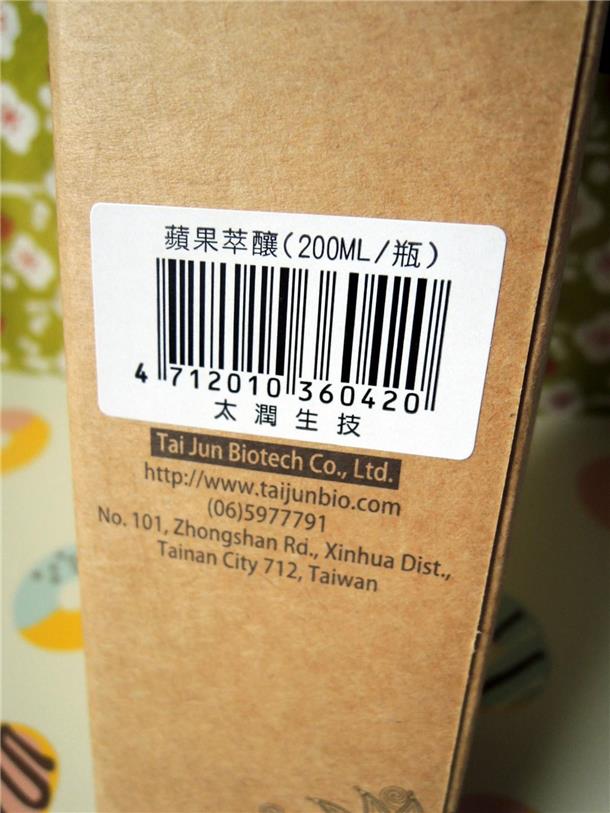 蘋果萃釀(200ML/瓶)
4 712010 360420
太潤生技
Tai Jun Biotech Co., Ltd.
http://www.taijunbio.com
(06)5977791
No. 101, Zhongshan Rd., Xinhua Dist.,
Tainan City 712, Taiwan